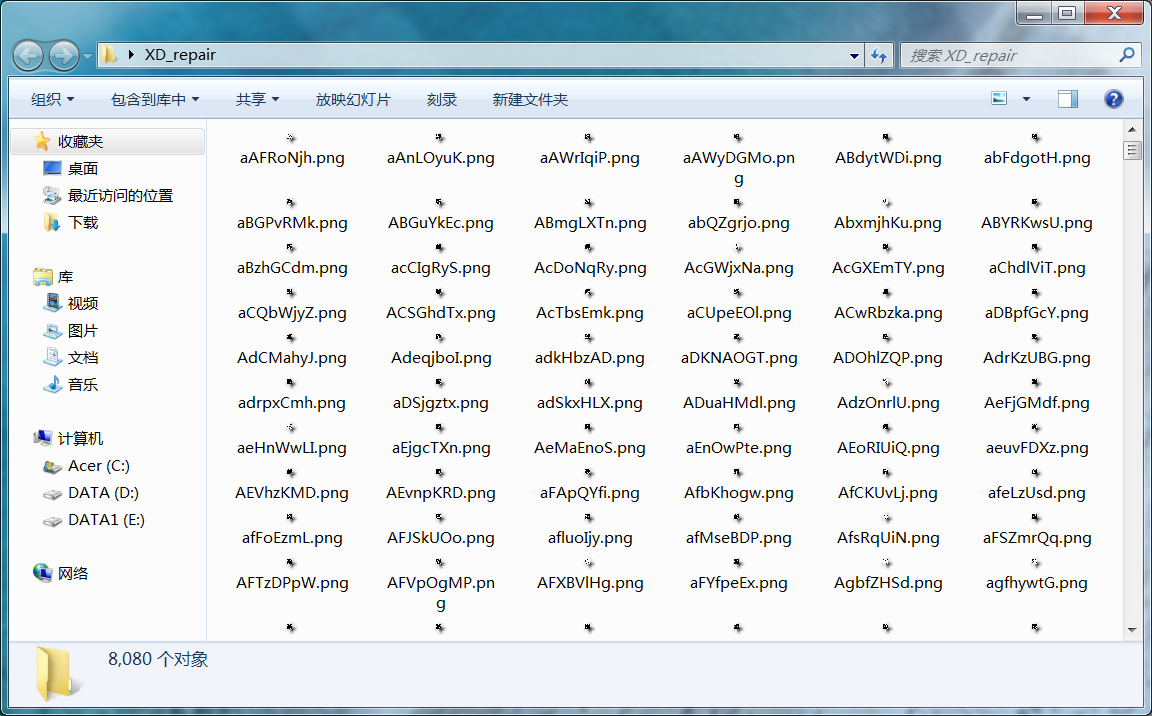 XD_repair
搜索 XD_repair
组织 包含到库中 共享 放映幻灯片 刻录 新建文件夹
收藏夹
桌面
最近访问的位置
下载
库
视频
图片
文档
音乐
计算机
Acer (C:)
DATA (D:)
DATA1 (E:)
网络
aAFRoNjh.png aAnLOyuK.png aAWrIqiP.png aAWyDGMo.pn ABdytWDi.png abFdgotH.png
g
aBGPvRMk.png ABGuYkEc.png ABmgLXTn.png abQZgrjo.png AbxmjhKu.png ABYRKwsU.png
aBzhGCdm.png acCIgRyS.png AcDoNqRy.png AcGWjxNa.png AcGXEmTY.png aChdlViT.png
aCQbWjyZ.png ACSGhdTx.png AcTbsEmk.png aCUpeEOl.png ACwRbzka.png aDBpfGcY.png
AdCMahyJ.png AdeqjboI.png adkHbzAD.png aDKNAOGT.png ADOhlZQP.png AdrKzUBG.png
adrpxCmh.png aDSjgztx.png adSkxHLX.png ADuaHMdl.png AdzOnrlU.png AeFjGMdf.png
aeHnWwLI.png aEjgcTXn.png AeMaEnoS.png aEnOwPte.png AEoRIUiQ.png aeuvFDXz.png
AEVhzKMD.png AEvnpKRD.png aFApQYfi.png AfbKhogw.png AfCKUvLj.png afeLzUsd.png
afFoEzmL.png AFJSkUOo.png afluoIjy.png afMseBDP.png AfsRqUiN.png aFSZmrQq.png
AFTzDPpW.png AFVpOgMP.pn AFXBVlHg.png aFYfpeEx.png AgbfZHSd.png agfhywtG.png
g
8,080 个对象